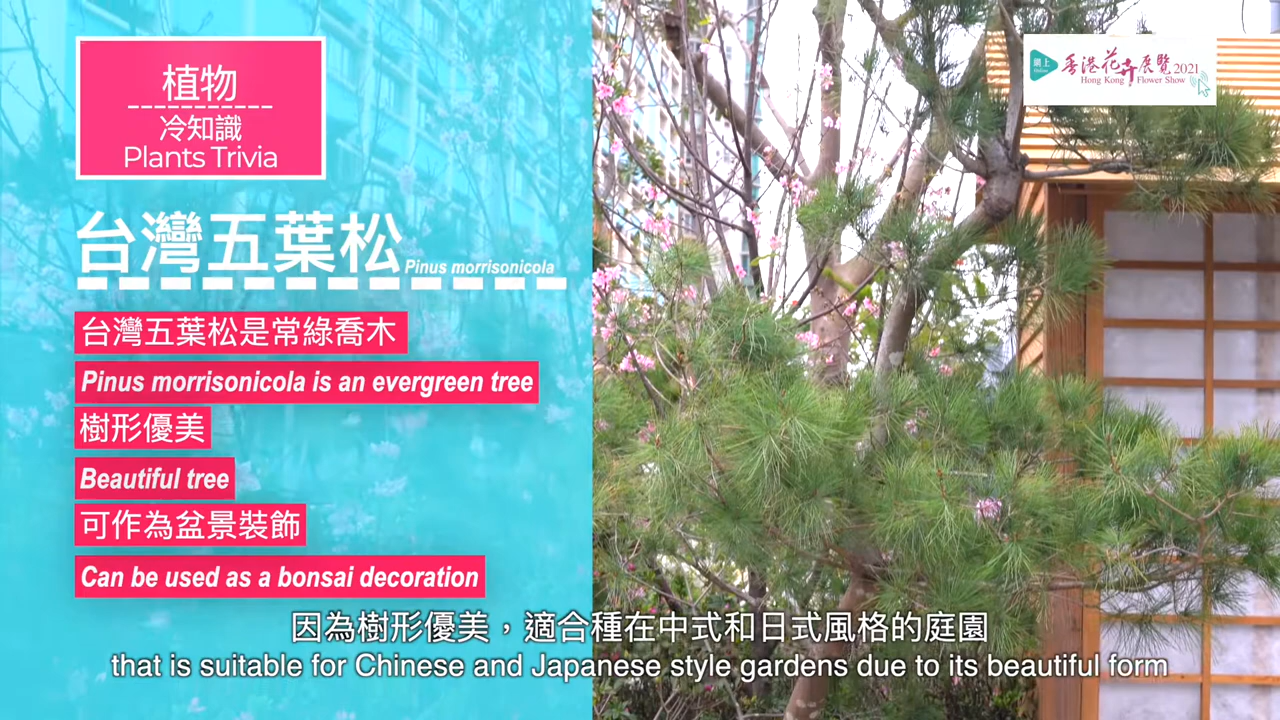 植物
冷知識
Plants Trivia
台灣五葉松 Pinus morrisonicola
台灣五葉松是常綠喬木
Pinus morrisonicola is an evergreen tree
樹形優美
Beautiful tree
可作為盆景裝飾
Can be used as a bonsai decoration
網上 香港花卉展覽2021
Online Hong Kong Flower Show
因為樹形優美，適合種在中式和日式風格的庭園
that is suitable for Chinese and Japanese style gardens due to its beautiful form